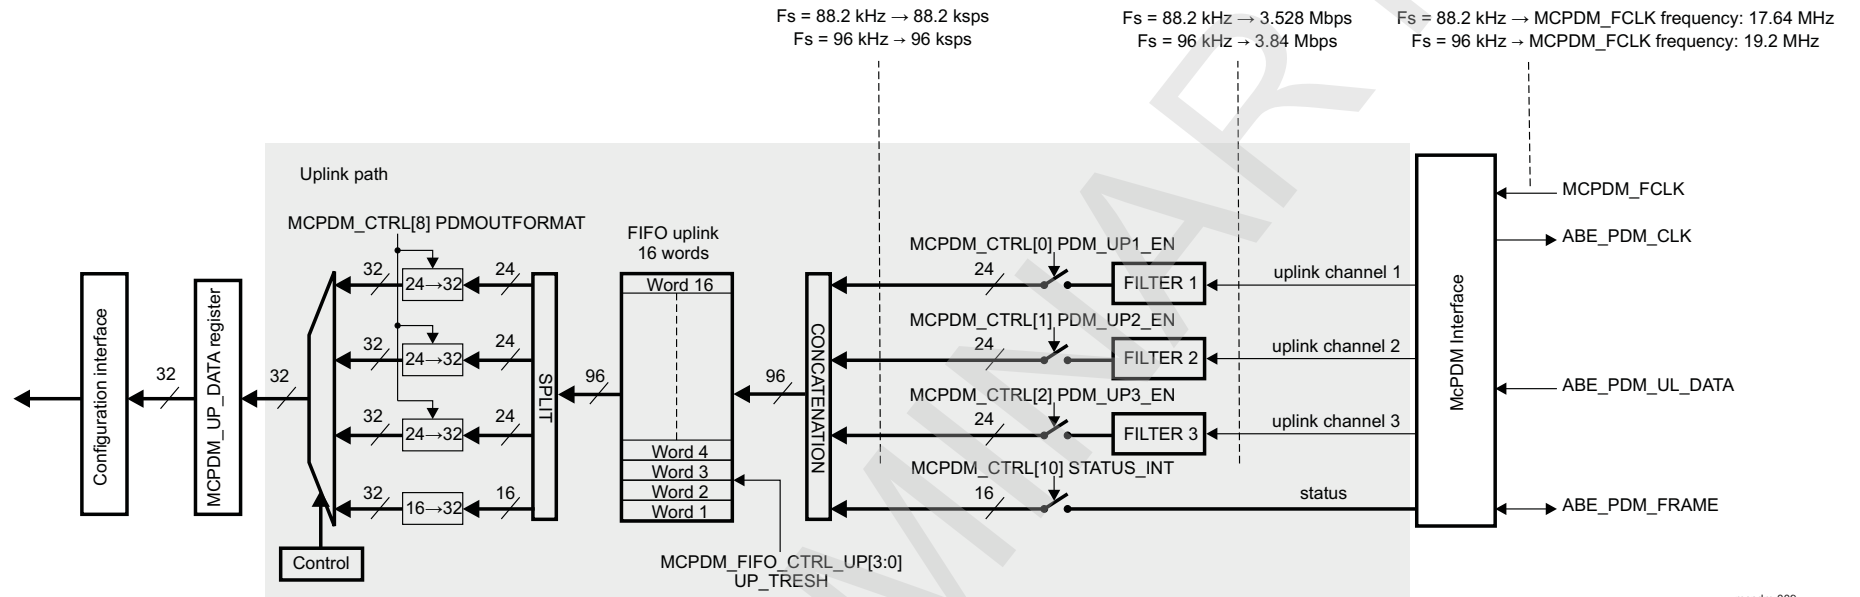 Fs = 88.2 kHz → 88.2 ksps
Fs = 96 kHz → 96 ksps
Fs = 88.2 kHz → 3.528 Mbps
Fs = 96 kHz → 3.84 Mbps
Fs = 88.2 kHz → MCPDM_FCLK frequency: 17.64 MHz
Fs = 96 kHz → MCPDM_FCLK frequency: 19.2 MHz
Uplink path
MCPDM_CTRL[8] PDMOUTFORMAT
FIFO uplink
16 words
MCPDM_CTRL[0] PDM_UP1_EN
32
24→32
24
Word 16
24
FILTER 1
uplink channel 1
MCPDM_CTRL[1] PDM_UP2_EN
32
24→32
24
24
FILTER 2
uplink channel 2
MCPDM_CTRL[2] PDM_UP3_EN
32
24→32
24
24
FILTER 3
uplink channel 3
MCPDM_CTRL[10] STATUS_INT
32
16→32
16
16
status
Configuration interface
32
MCPDM_UP_DATA register
32
SPLIT
96
Word 4
Word 3
Word 2
Word 1
96
CONCATENATION
McPDM Interface
MCPDM_FCLK
ABE_PDM_CLK
ABE_PDM_UL_DATA
ABE_PDM_FRAME
Control
MCPDM_FIFO_CTRL_UP[3:0]
UP_TRESH